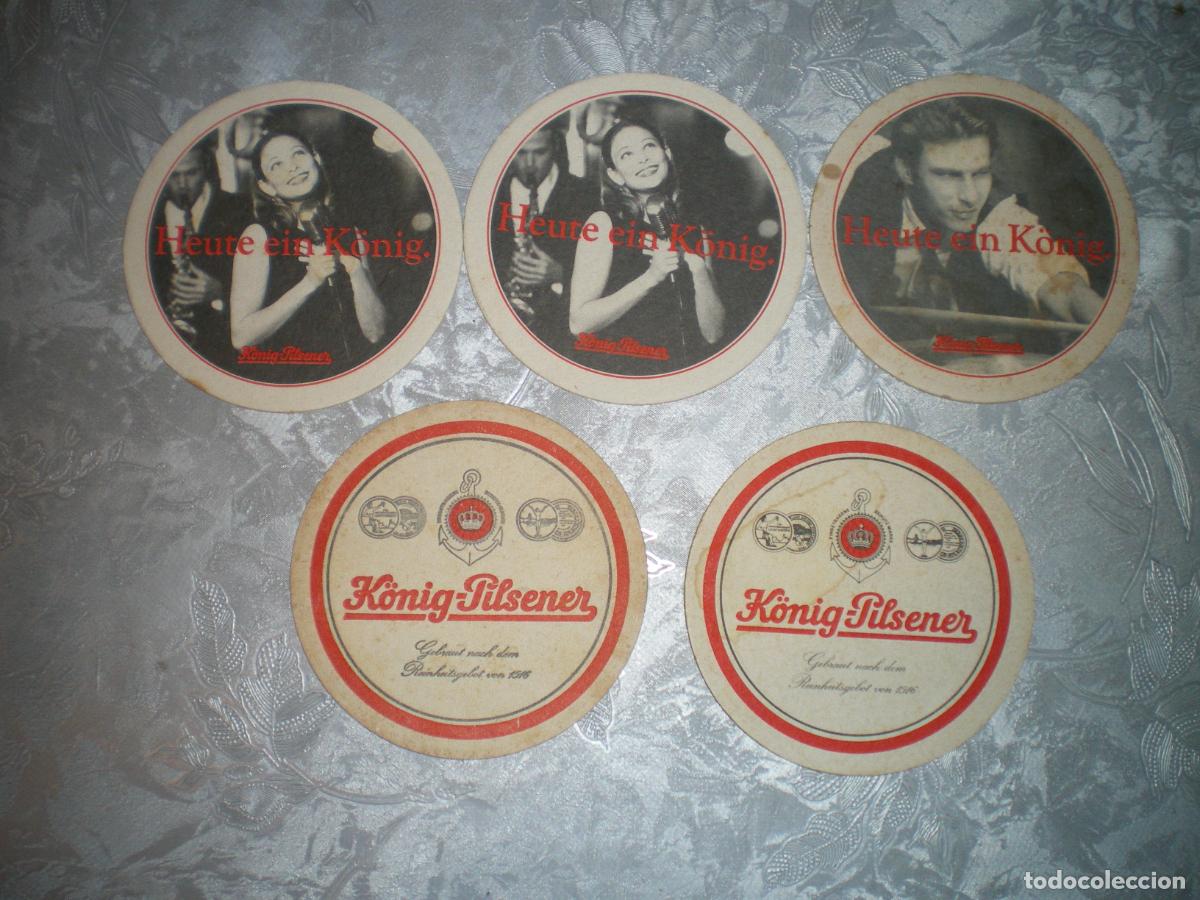 Heute ein König.
König-Pilsener
Heute ein König.
König-Pilsener
Heute ein König.
König-Pilsener
König-Pilsener
Gebraut nach dem
Reinheitsgebot von 1516
König-Pilsener
Gebraut nach dem
Reinheitsgebot von 1516
todocoleccion